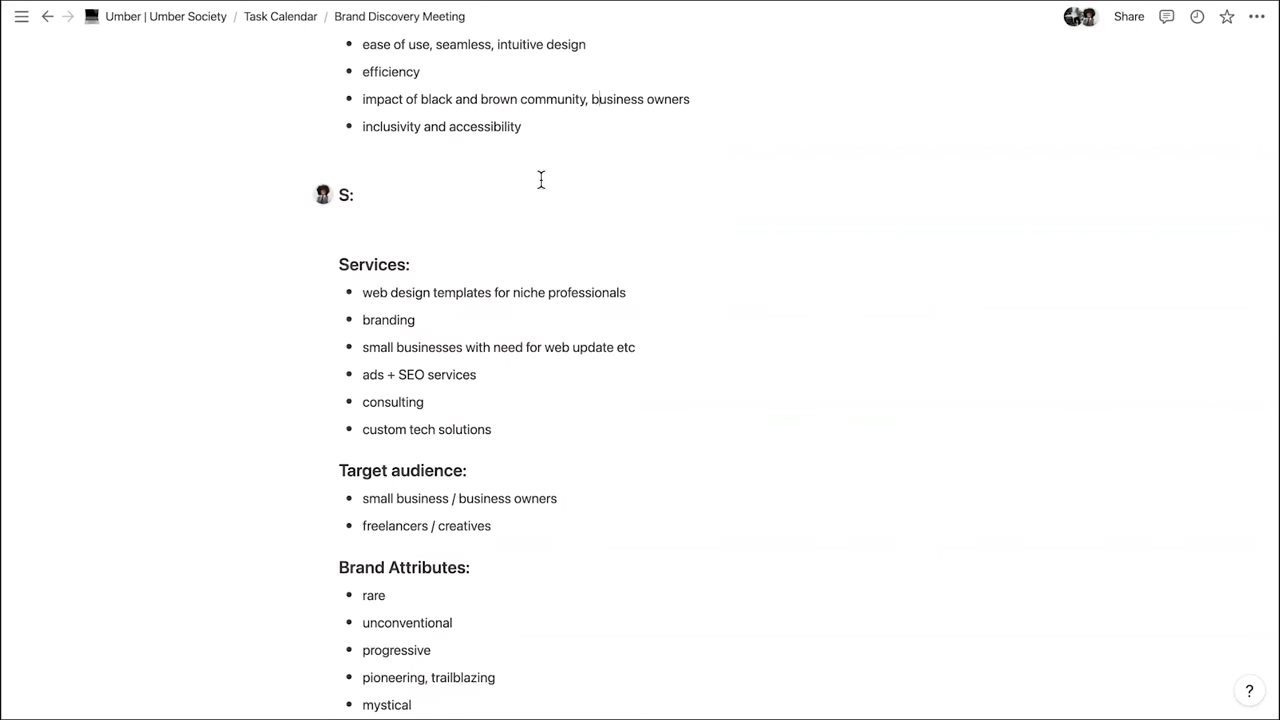 Umber | Umber Society / Task Calendar / Brand Discovery Meeting Share
ease of use, seamless, intuitive design
efficiency
impact of black and brown community, business owners
inclusivity and accessibility
S:
Services:
web design templates for niche professionals
branding
small businesses with need for web update etc
ads + SEO services
consulting
custom tech solutions
Target audience:
small business / business owners
freelancers / creatives
Brand Attributes:
rare
unconventional
progressive
pioneering, trailblazing
mystical
?